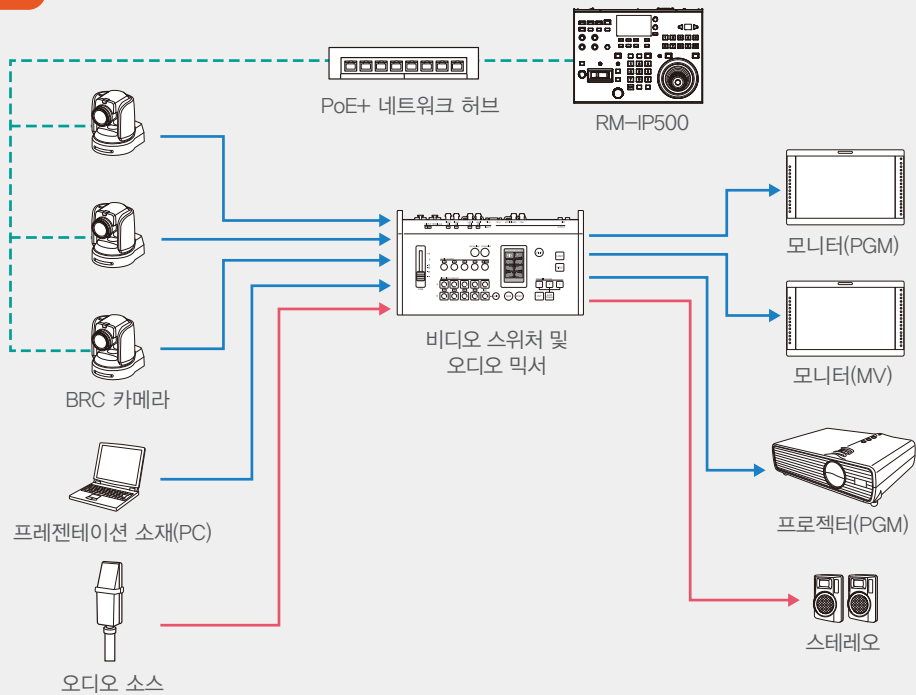 PoE+ 네트워크 허브
RM-IP500
모니터(PGM)
비디오 스위처 및
오디오 믹서
모니터(MV)
BRC 카메라
프레젠테이션 소재(PC)
프로젝터(PGM)
스테레오
오디오 소스